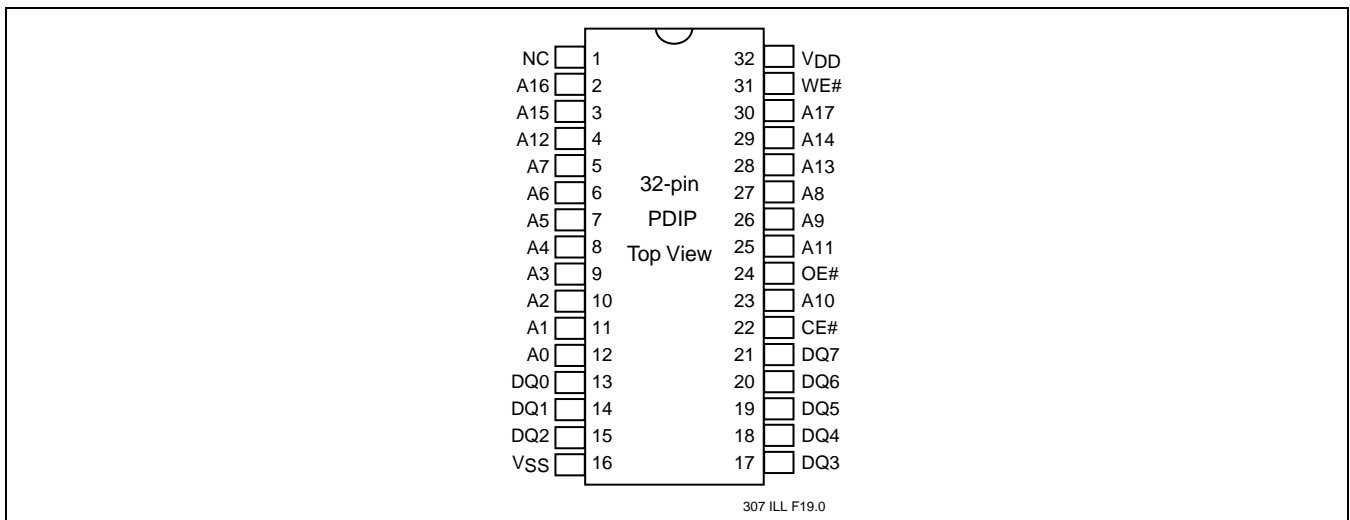 NC 1 32 VDD
A16 2 31 WE#
A15 3 30 A17
A12 4 29 A14
A7 5 28 A13
A6 6 32-pin 27 A8
A5 7 PDIP 26 A9
A4 8 Top View 25 A11
A3 9 24 OE#
A2 10 23 A10
A1 11 22 CE#
A0 12 21 DQ7
DQ0 13 20 DQ6
DQ1 14 19 DQ5
DQ2 15 18 DQ4
VSS 16 17 DQ3
307 ILL F19.0